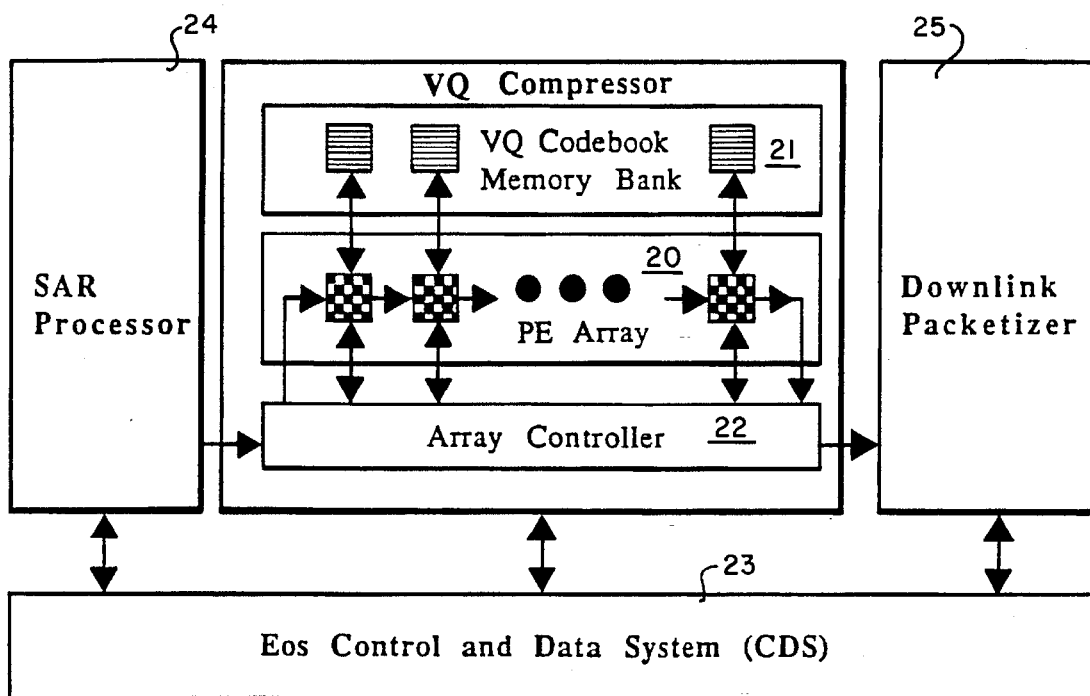 24
25
VQ Compressor
VQ Codebook
Memory Bank
21
20
PE Array
SAR
Processor
Downlink
Packetizer
Array Controller
22
23
Eos Control and Data System (CDS)